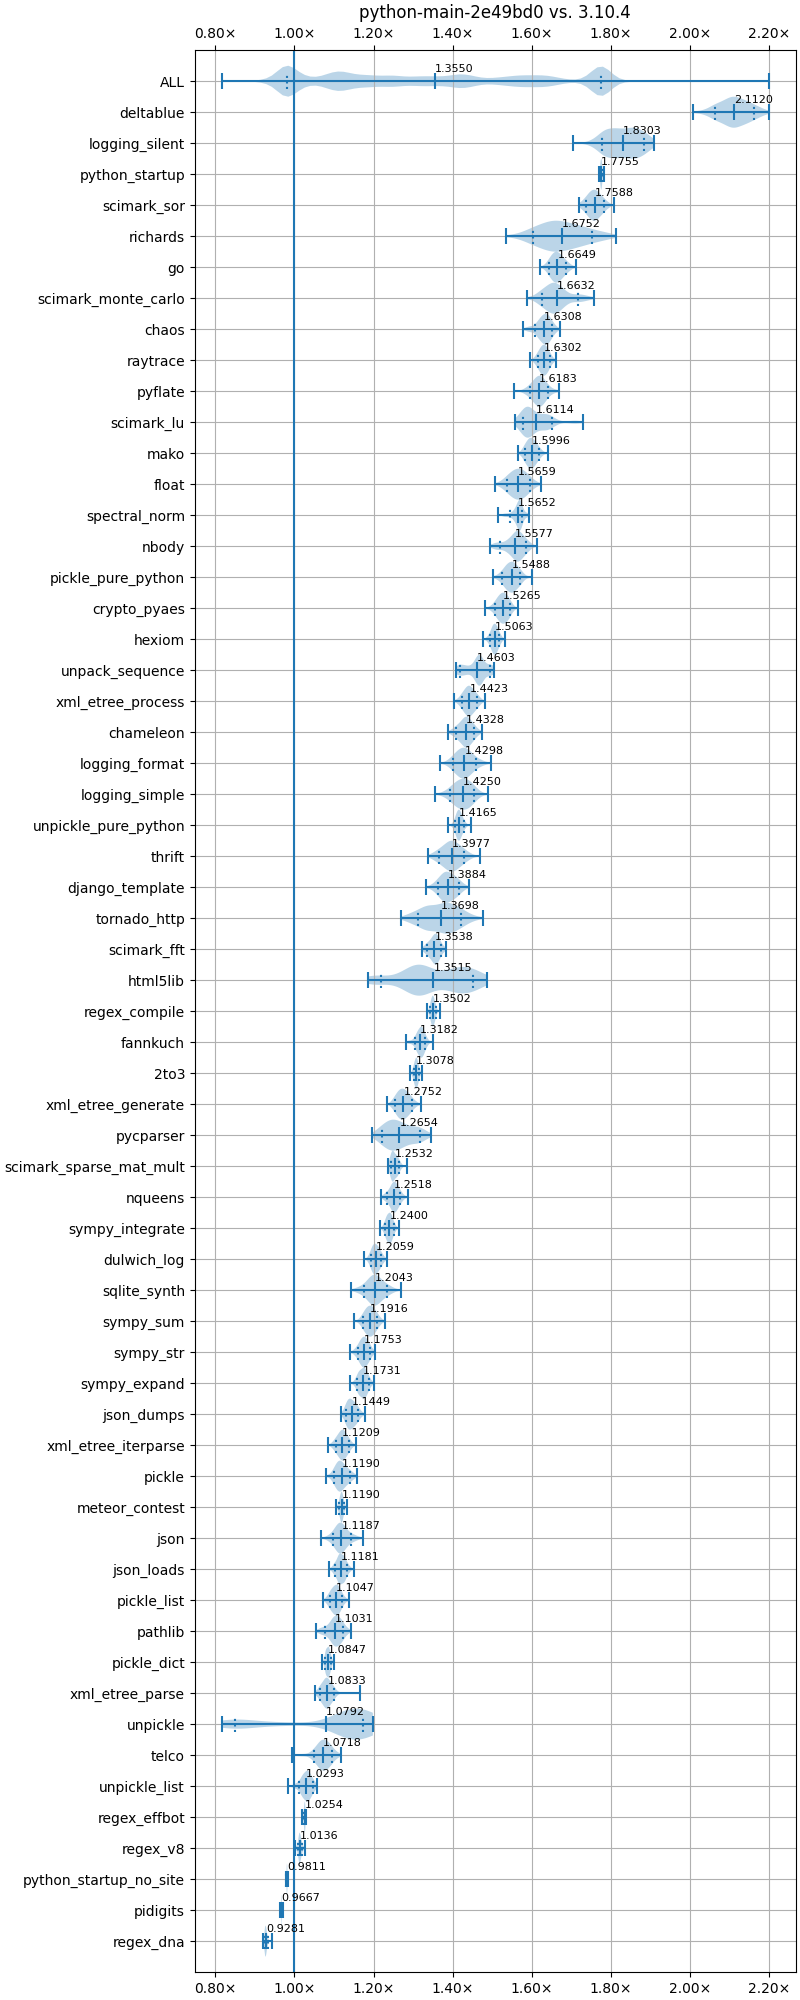 python-main-2e49bd0 vs. 3.10.4
0.80× 1.00× 1.20× 1.40× 1.60× 1.80× 2.00× 2.20×
ALL 1.3550
deltablue 2.1120
logging_silent 1.8303
python_startup 1.7755
scimark_sor 1.7588
richards 1.6752
go 1.6649
scimark_monte_carlo 1.6632
chaos 1.6308
raytrace 1.6302
pyflate 1.6183
scimark_lu 1.6114
mako 1.5996
float 1.5659
spectral_norm 1.5652
nbody 1.5577
pickle_pure_python 1.5488
crypto_pyaes 1.5265
hexiom 1.5063
unpack_sequence 1.4603
xml_etree_process 1.4423
chameleon 1.4328
logging_format 1.4298
logging_simple 1.4250
unpickle_pure_python 1.4165
thrift 1.3977
django_template 1.3884
tornado_http 1.3698
scimark_fft 1.3538
html5lib 1.3515
regex_compile 1.3502
fannkuch 1.3182
2to3 1.3078
xml_etree_generate 1.2752
pycparser 1.2654
scimark_sparse_mat_mult 1.2532
nqueens 1.2518
sympy_integrate 1.2400
dulwich_log 1.2059
sqlite_synth 1.2043
sympy_sum 1.1916
sympy_str 1.1753
sympy_expand 1.1731
json_dumps 1.1449
xml_etree_iterparse 1.1209
pickle 1.1190
meteor_contest 1.1190
json 1.1187
json_loads 1.1181
pickle_list 1.1047
pathlib 1.1031
pickle_dict 1.0847
xml_etree_parse 1.0833
unpickle 1.0792
telco 1.0718
unpickle_list 1.0293
regex_effbot 1.0254
regex_v8 1.0136
python_startup_no_site 0.9811
pidigits 0.9667
regex_dna 0.9281
0.80× 1.00× 1.20× 1.40× 1.60× 1.80× 2.00× 2.20×